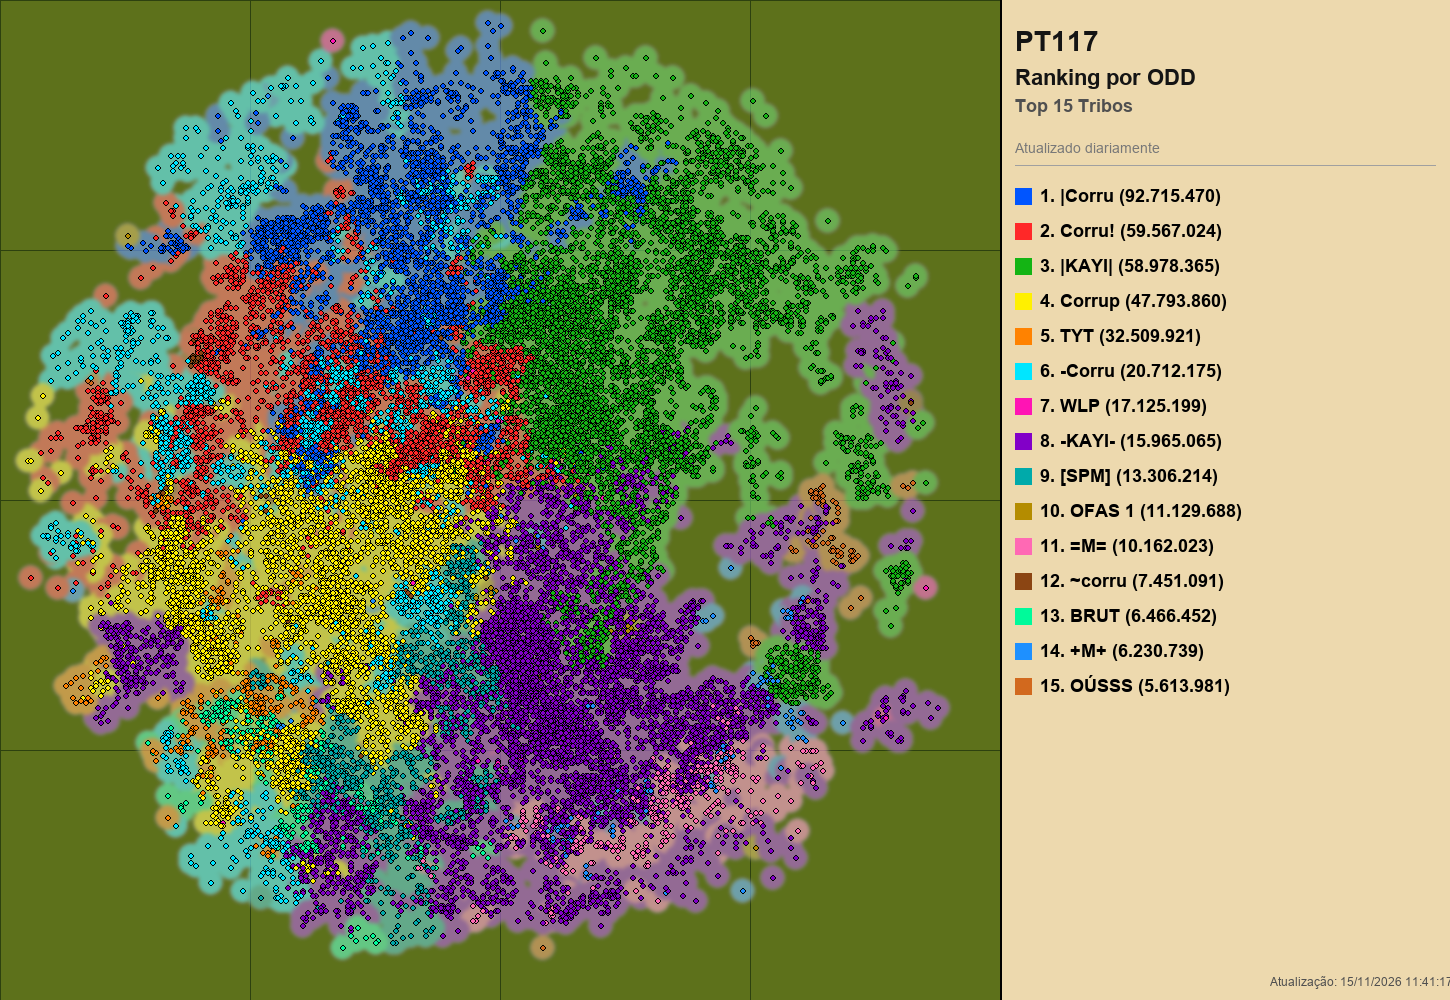 PT117
Ranking por ODD
Top 15 Tribos
Atualizado diariamente
1. |Corru (92.715.470)
2. Corru! (59.567.024)
3. |KAYI| (58.978.365)
4. Corrup (47.793.860)
5. TYT (32.509.921)
6. -Corru (20.712.175)
7. WLP (17.125.199)
8. -KAYI- (15.965.065)
9. [SPM] (13.306.214)
10. OFAS 1 (11.129.688)
11. =M= (10.162.023)
12. ~corru (7.451.091)
13. BRUT (6.466.452)
14. +M+ (6.230.739)
15. OÚSSS (5.613.981)
Atualização: 15/11/2026 11:41:17